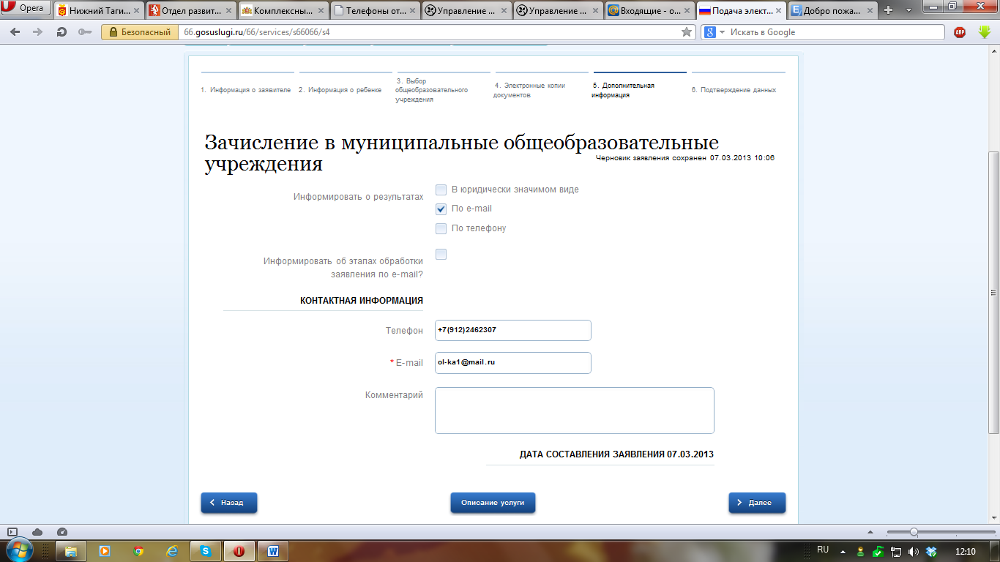 Opera
Нижний Таги...
Отдел развит...
Комплексны...
Телефоны от...
Управление ...
Управление ...
Входящие - о...
Подача элект...
Добро пожа...
Безопасный
66.gosuslugi.ru/66/services/s66066/s4
Искать в Google
ABP
1. Информация о заявителе
2. Информация о ребенке
3. Выбор
общеобразовательного
учреждения
4. Электронные копии
документов
5. Дополнительная
информация
6. Подтверждение данных
Зачисление в муниципальные общеобразовательные
учреждения
Черновик заявления сохранен 07.03.2013 10:06
Информировать о результатах
В юридически значимом виде
По e-mail
По телефону
Информировать об этапах обработки
заявления по e-mail?
КОНТАКТНАЯ ИНФОРМАЦИЯ
Телефон
+7(912)2462307
* E-mail
ol-ka1@mail.ru
Комментарий
ДАТА СОСТАВЛЕНИЯ ЗАЯВЛЕНИЯ 07.03.2013
Назад
Описание услуги
Далее
RU
12:10